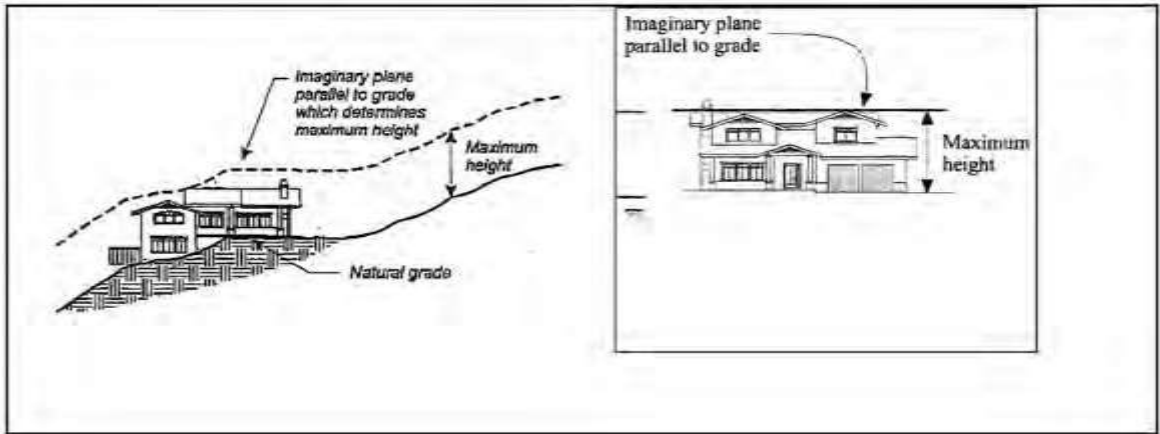 Imaginary plane
parallel to grade
which determines
maximum height
Maximum
height
Natural grade
Imaginary plane
parallel to grade
Maximum
height